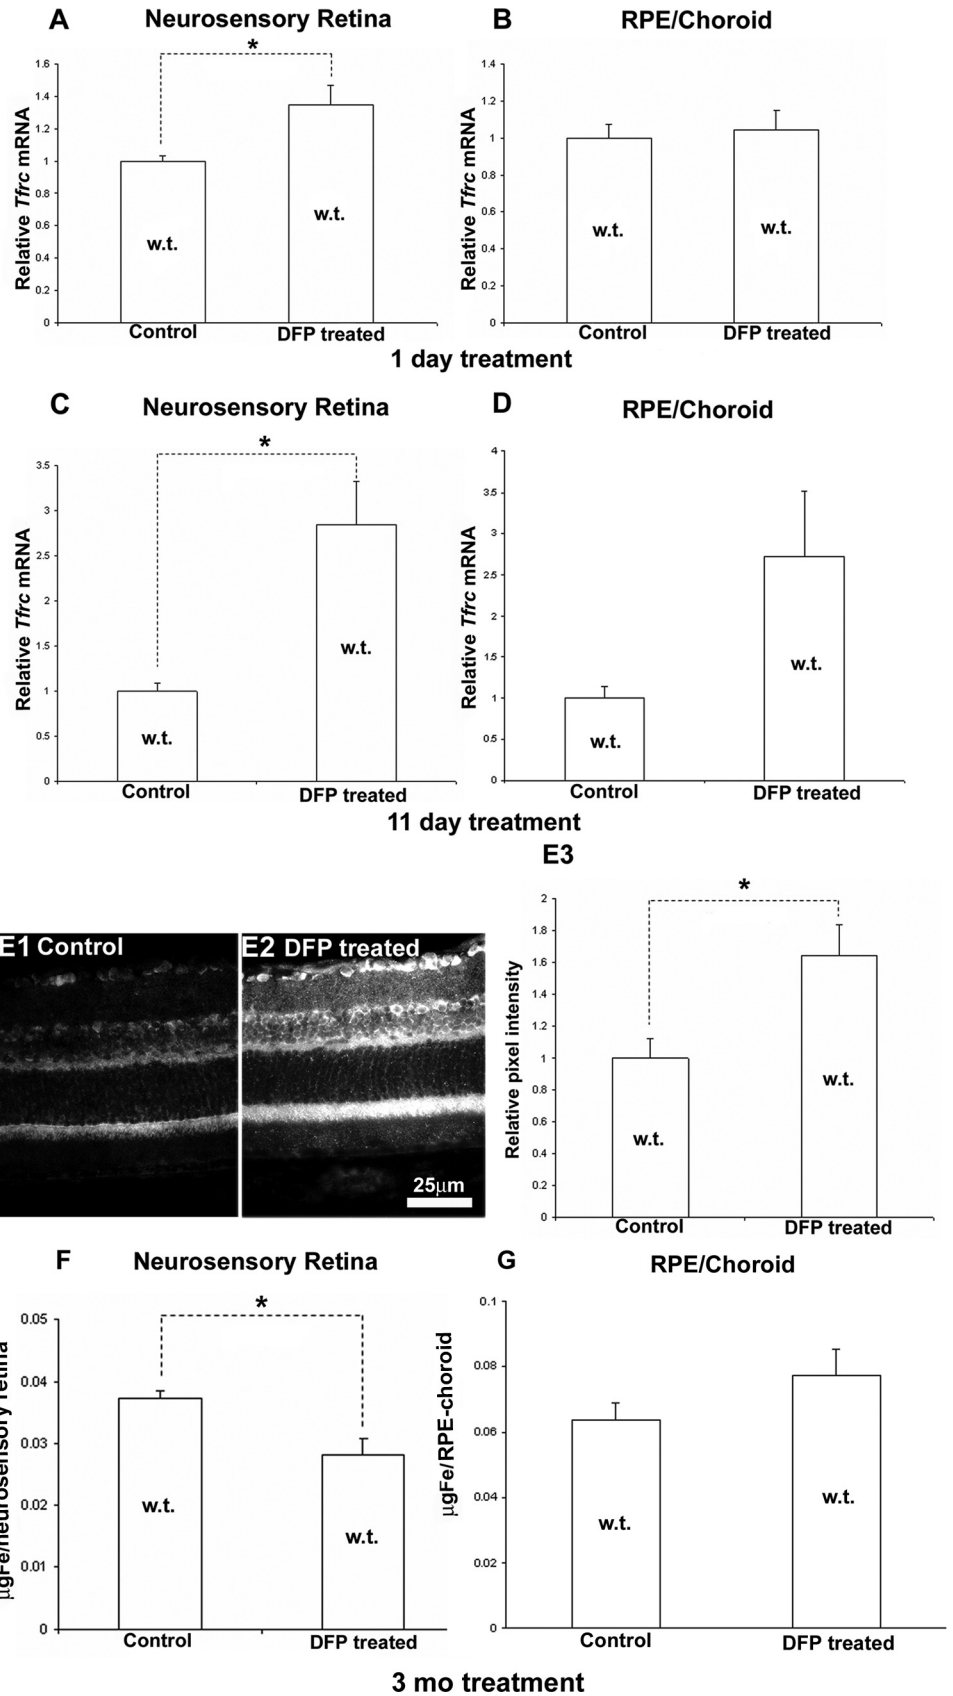 A Neurosensory Retina
*
Relative Tfrc mRNA
1.6
1.4
1.2
1
0.8
0.6
0.4
0.2
0
w.t.
w.t.
Control
DFP treated
B RPE/Choroid
Relative Tfrc mRNA
1.4
1.2
1
0.8
0.6
0.4
0.2
0
w.t.
w.t.
Control
DFP treated
1 day treatment
C Neurosensory Retina
*
Relative Tfrc mRNA
3.5
3
2.5
2
1.5
1
0.5
0
w.t.
w.t.
Control
DFP treated
D RPE/Choroid
Relative Tfrc mRNA
4
3.5
3
2.5
2
1.5
1
0.5
0
w.t.
w.t.
Control
DFP treated
11 day treatment
E1 Control
E2 DFP treated
25µm
E3
*
Relative pixel intensity
2
1.8
1.6
1.4
1.2
1
0.8
0.6
0.4
0.2
0
w.t.
w.t.
Control
DFP treated
F Neurosensory Retina
*
µgFe/neurosensory retina
0.05
0.04
0.03
0.02
0.01
0
w.t.
w.t.
Control
DFP treated
G RPE/Choroid
µgFe/RPE-choroid
0.1
0.08
0.06
0.04
0.02
0
w.t.
w.t.
Control
DFP treated
3 mo treatment